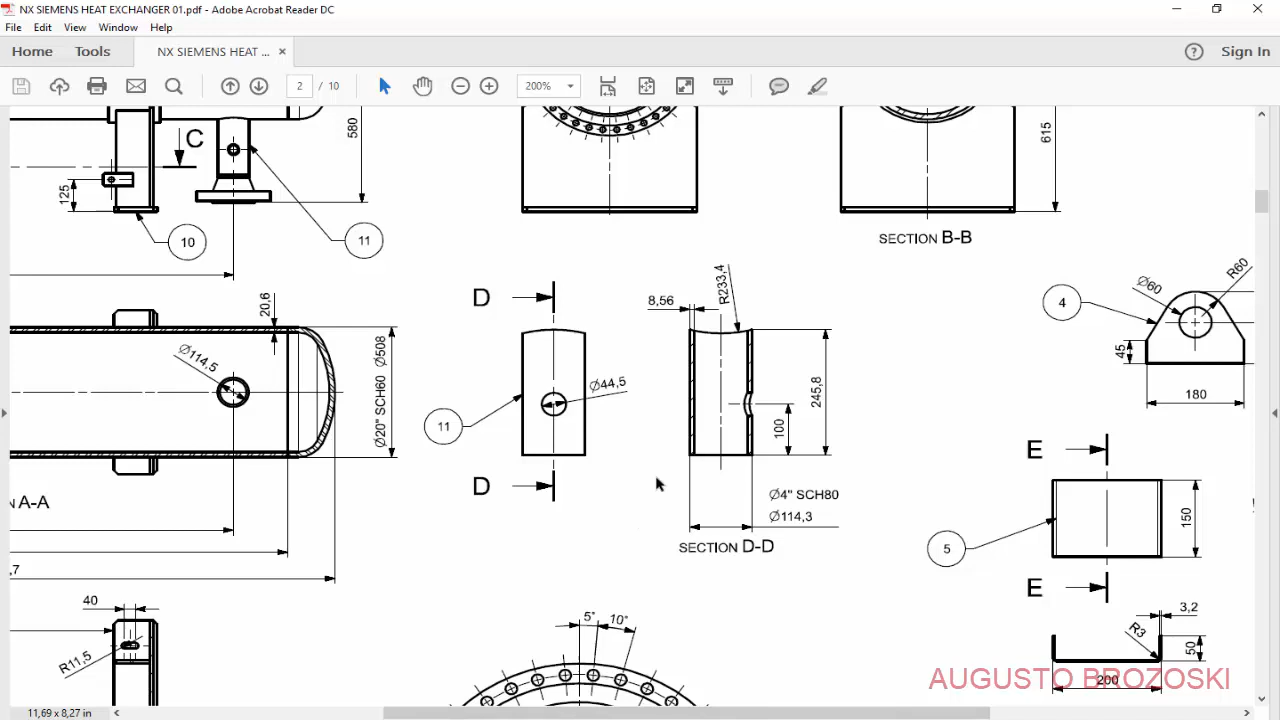 NX SIEMENS HEAT EXCHANGER 01.pdf - Adobe Acrobat Reader DC
File Edit View Window Help
Home Tools NX SIEMENS HEAT ... × Sign In
2 / 10 200%
C
580
125
10
11
615
SECTION B-B
D
8,56
R233,4
20,6
Ø114,5
Ø20" SCH60 Ø508
11
Ø44,5
245,8
100
D
Ø4" SCH80
Ø114,3
SECTION D-D
N A-A
4
Ø60
R60
45
180
E
150
5
E
,7
40
R11,5
5°
10°
3,2
R3
50
200
AUGUSTO BROZOSKI
11,69 x 8,27 in